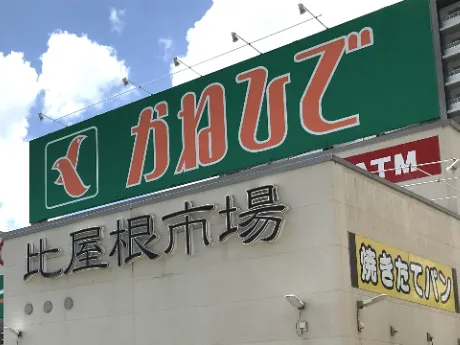 かねひで
ATM
比屋根市場
焼きたてパン